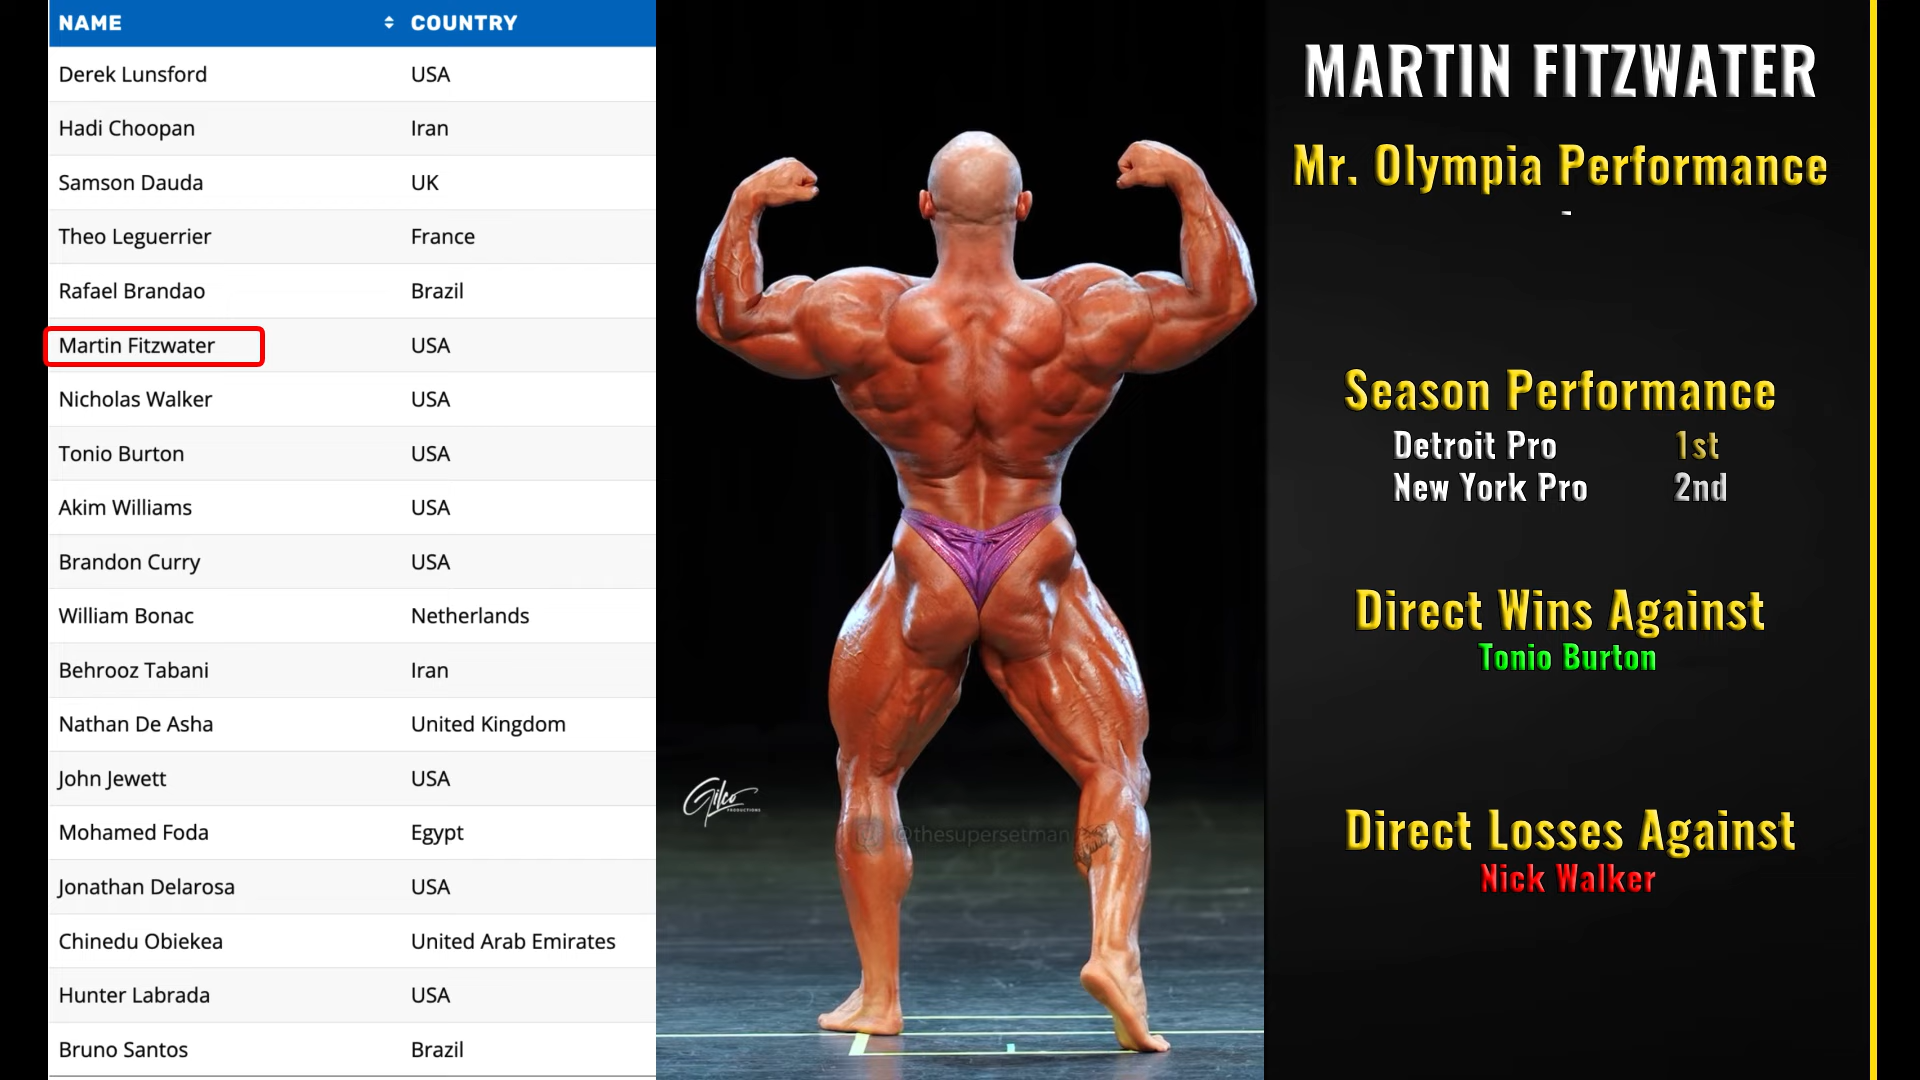 NAME COUNTRY
Derek Lunsford USA
Hadi Choopan Iran
Samson Dauda UK
Theo Leguerrier France
Rafael Brandao Brazil
Martin Fitzwater USA
Nicholas Walker USA
Tonio Burton USA
Akim Williams USA
Brandon Curry USA
William Bonac Netherlands
Behrooz Tabani Iran
Nathan De Asha United Kingdom
John Jewett USA
Mohamed Foda Egypt
Jonathan Delarosa USA
Chinedu Obiekea United Arab Emirates
Hunter Labrada USA
Bruno Santos Brazil
Gilco
PRODUCTIONS
@thesupersetman
MARTIN FITZWATER
Mr. Olympia Performance
-
Season Performance
Detroit Pro 1st
New York Pro 2nd
Direct Wins Against
Tonio Burton
Direct Losses Against
Nick Walker